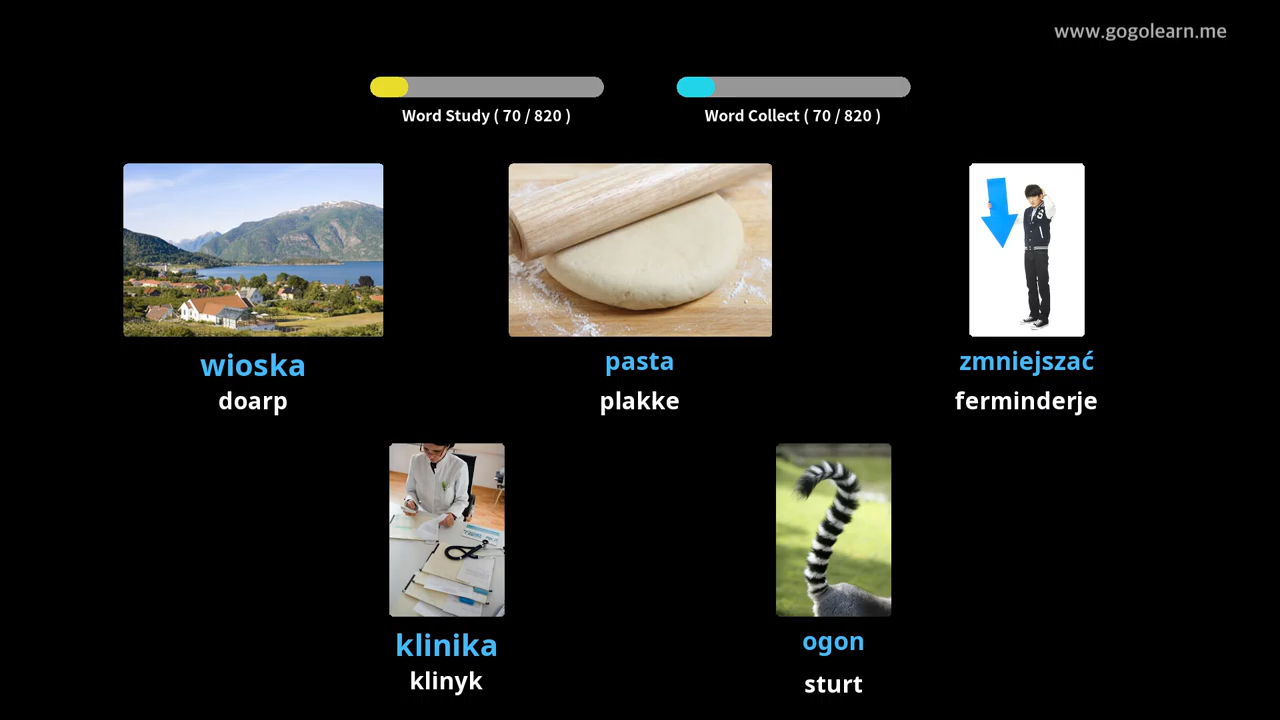 www.gogolearn.me
Word Study ( 70 / 820 )
Word Collect ( 70 / 820 )
wioska
doarp
pasta
plakke
zmniejszać
ferminderje
klinika
klinyk
ogon
sturt